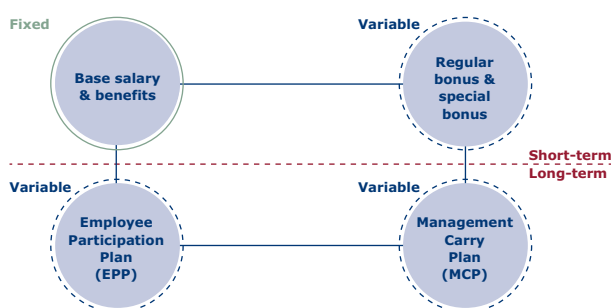 Fixed
Variable
Base salary
& benefits
Regular
bonus &
special
bonus
Short-term
Long-term
Variable
Variable
Employee
Participation
Plan
(EPP)
Management
Carry
Plan
(MCP)